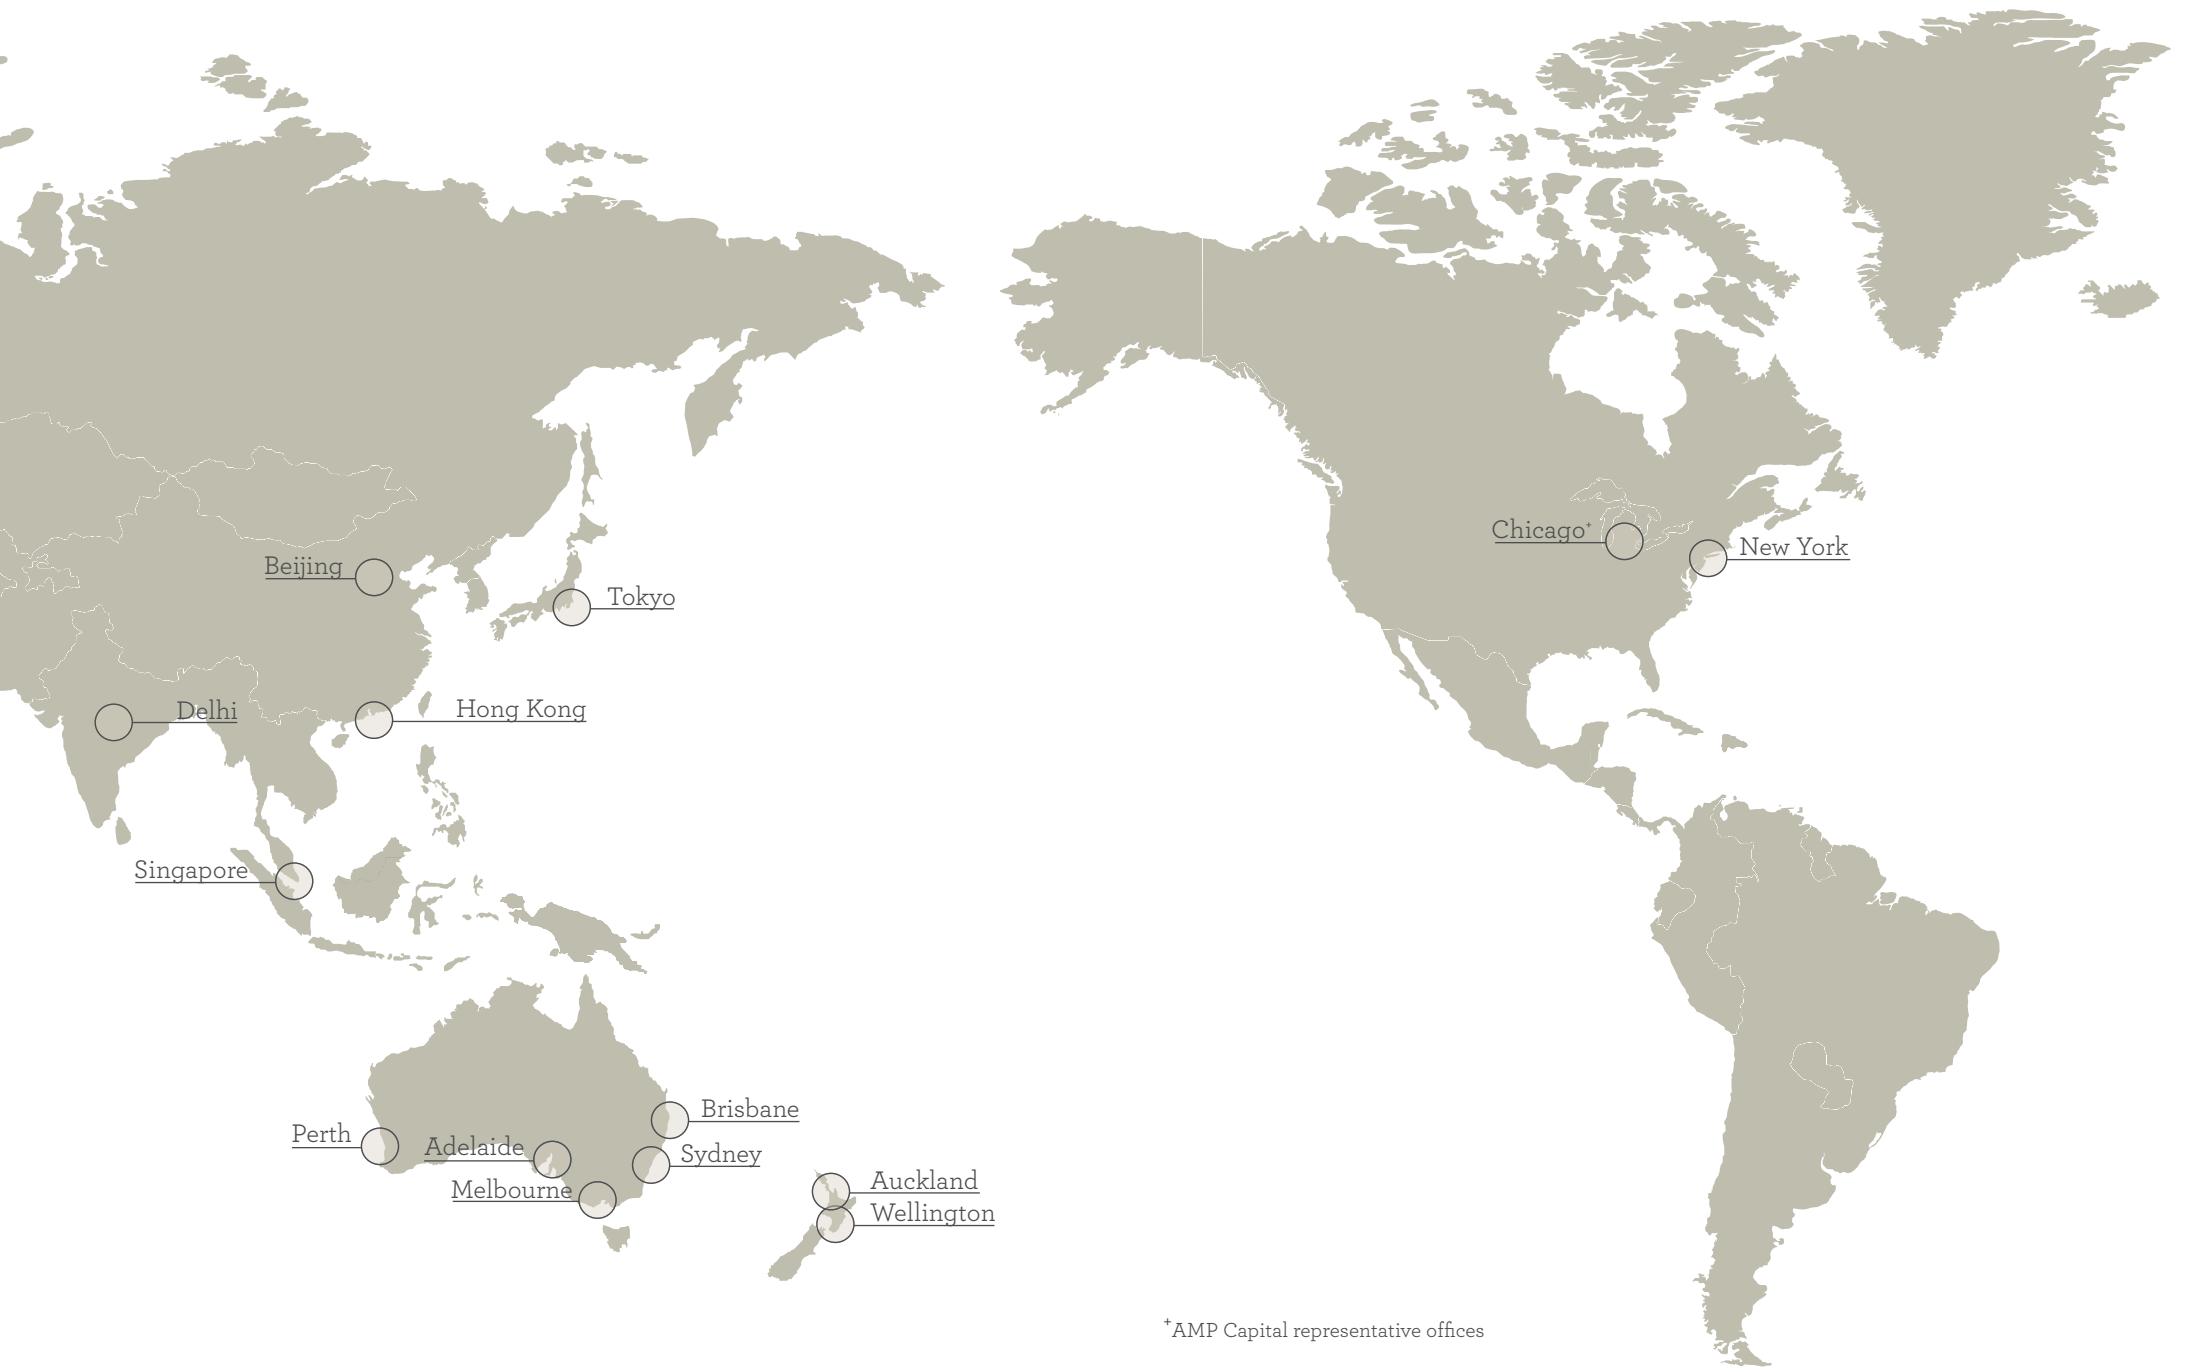 Chicago⁺
New York
Beijing
Tokyo
Delhi
Hong Kong
Singapore
Brisbane
Perth
Adelaide
Sydney
Melbourne
Auckland
Wellington
⁺AMP Capital representative offices